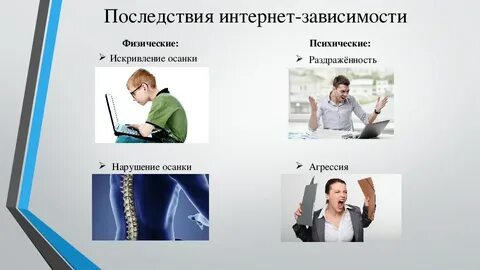 Последствия интернет-зависимости
Физические:
Искривление осанки
Нарушение осанки
Психические:
Раздражённость
Агрессия